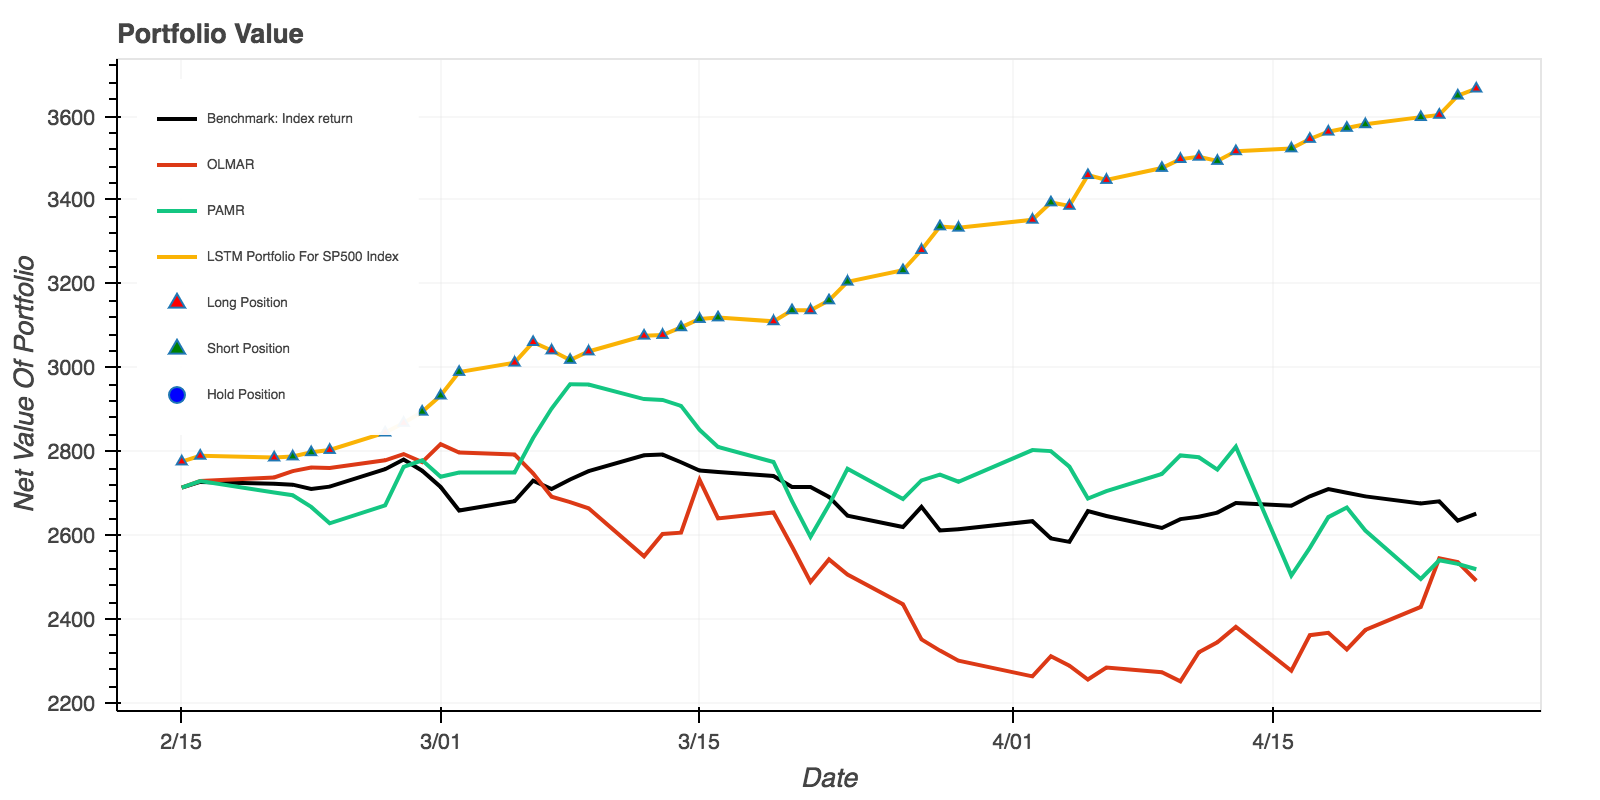 Portfolio Value
Net Value Of Portfolio
3600
3400
3200
3000
2800
2600
2400
2200
Benchmark: Index return
OLMAR
PAMR
LSTM Portfolio For SP500 Index
Long Position
Short Position
Hold Position
2/15
3/01
3/15
4/01
4/15
Date